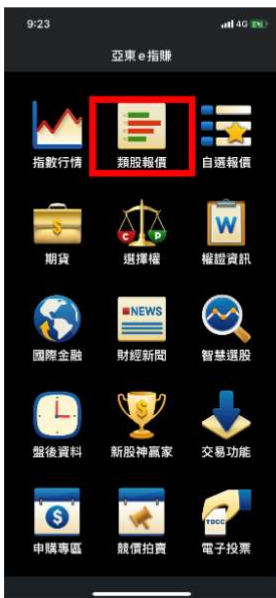 9:23
4G
亞東e指賺
指數行情
類股報價
自選報價
$
C P
W
期貨
選擇權
權證資訊
NEWS
國際金融
財經新聞
智慧選股
$
盤後資料
新股神贏家
交易功能
$
TDCC
申購專區
競價拍賣
電子投票